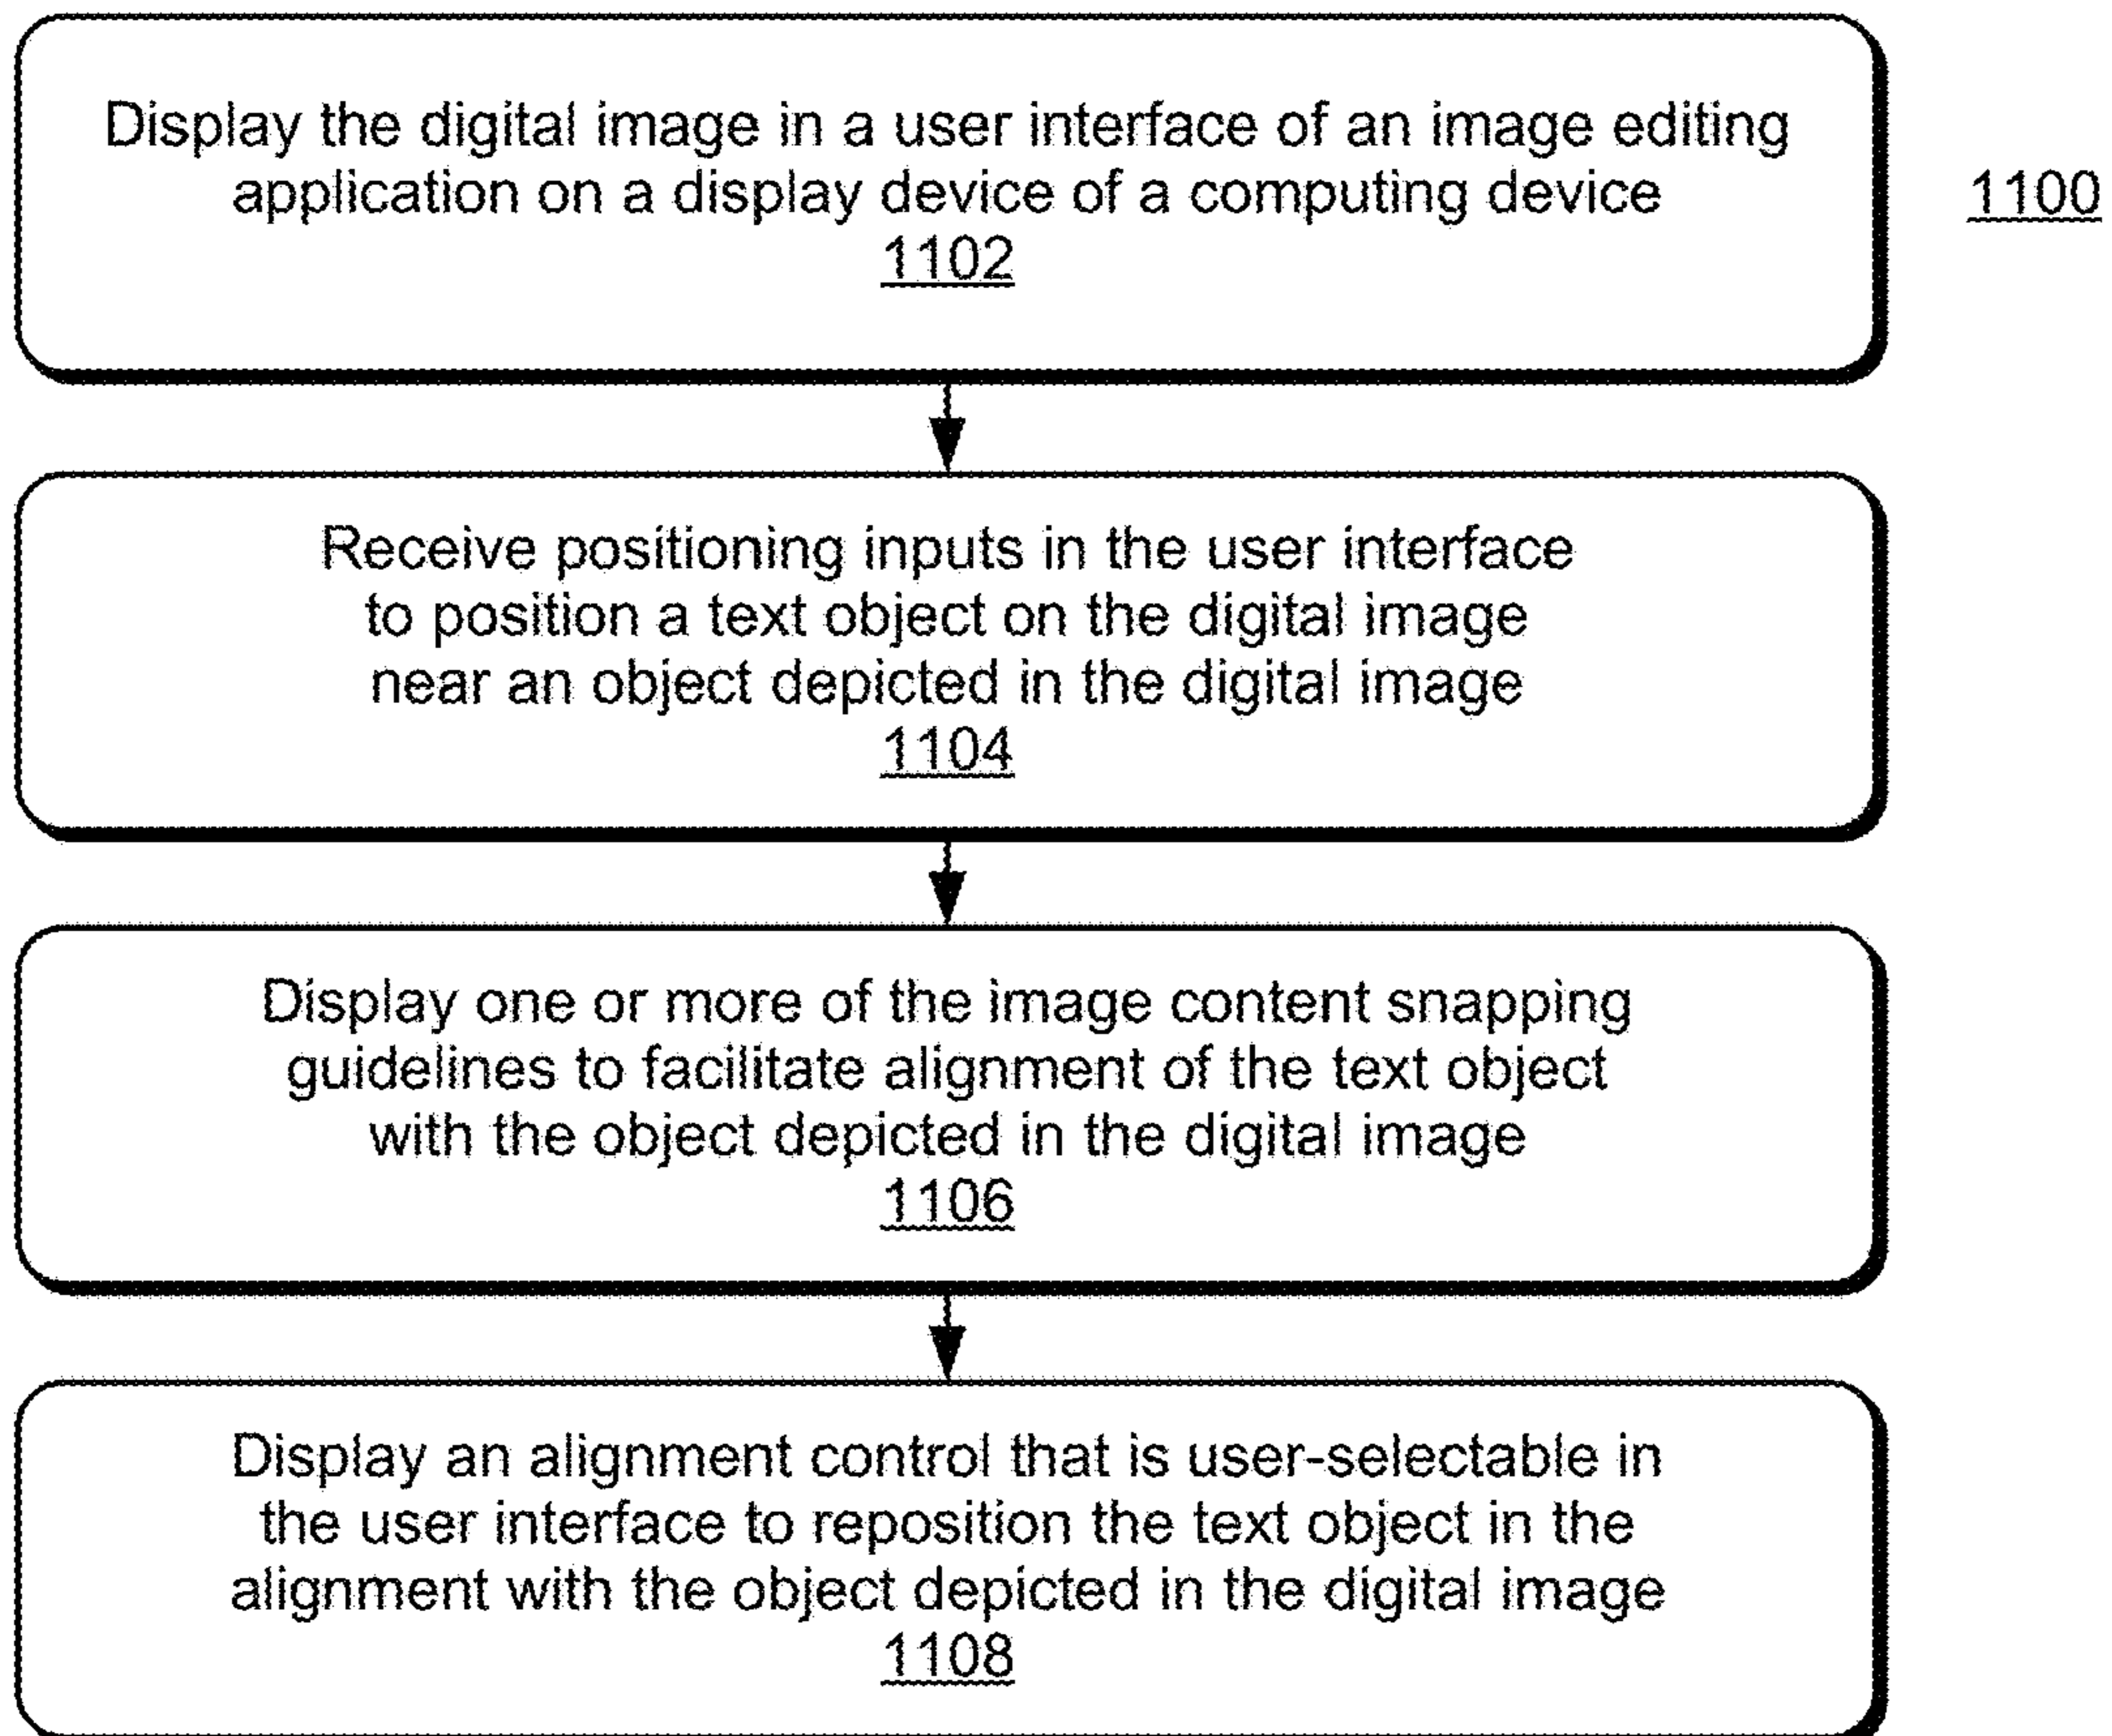 Display the digital image in a user interface of an image editing
application on a display device of a computing device
1102
1100
Receive positioning inputs in the user interface
to position a text object on the digital image
near an object depicted in the digital image
1104
Display one or more of the image content snapping
guidelines to facilitate alignment of the text object
with the object depicted in the digital image
1106
Display an alignment control that is user-selectable in
the user interface to reposition the text object in the
alignment with the object depicted in the digital image
1108